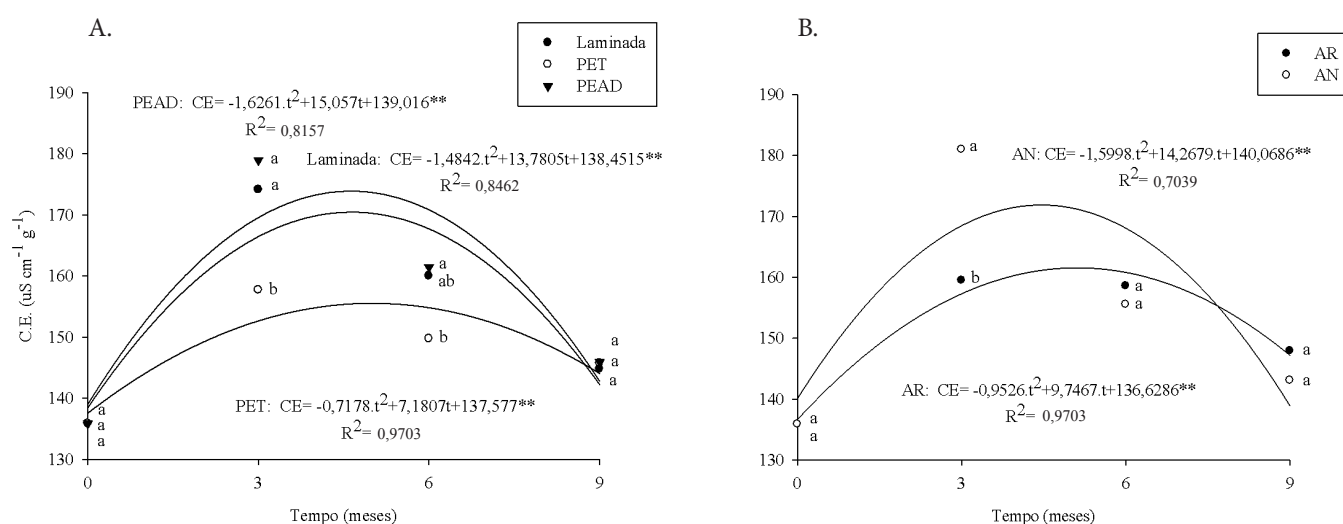 A.
Laminada
PET
PEAD
PEAD: CE= -1,6261.t²+15,057t+139,016**
R²= 0,8157
Laminada: CE= -1,4842.t²+13,7805t+138,4515**
R²= 0,8462
PET: CE= -0,7178.t²+7,1807t+137,577**
R²= 0,9703
190
180
170
160
150
140
130
C.E. (uS cm⁻¹ g⁻¹)
a
a
a
a
a
b
a
ab
b
a
a
a
0 3 6 9
Tempo (meses)
B.
AR
AN
AN: CE= -1,5998.t²+14,2679.t+140,0686**
R²= 0,7039
AR: CE= -0,9526.t²+9,7467.t+136,6286**
R²= 0,9703
190
180
170
160
150
140
130
a
a
a
b
a
a
a
a
0 3 6 9
Tempo (meses)